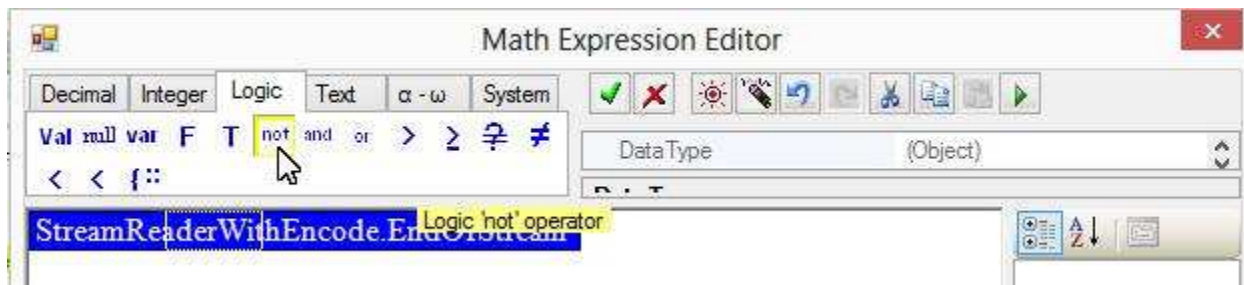 Math Expression Editor
Decimal Integer Logic Text α - ω System
Val null var F T not and or > ≥ = ≠
DataType (Object)
< < {::
Logic 'not' operator
StreamReaderWithEncode.EndOfStream
A
Z